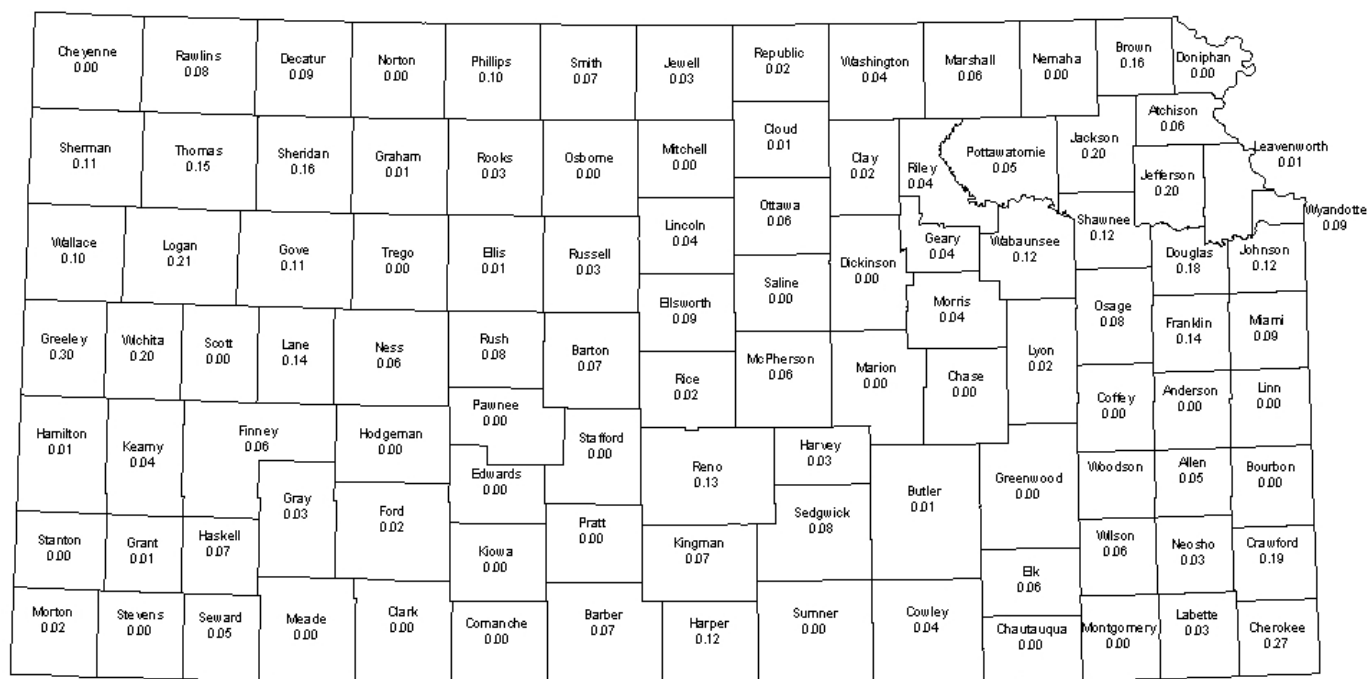 Cheyenne
0.00
Rawlins
0.08
Decatur
0.09
Norton
0.00
Phillips
0.10
Smith
0.07
Jewell
0.03
Republic
0.02
Washington
0.04
Marshall
0.06
Nemaha
0.00
Brown
0.16
Doniphan
0.00
Sherman
0.11
Thomas
0.15
Sheridan
0.16
Graham
0.01
Rooks
0.03
Osborne
0.00
Mitchell
0.00
Cloud
0.01
Clay
0.02
Riley
0.04
Pottawatomie
0.05
Jackson
0.20
Atchison
0.06
Jefferson
0.20
Leavenworth
0.01
Wyandotte
0.09
Wallace
0.10
Logan
0.21
Gove
0.11
Trego
0.00
Ellis
0.01
Russell
0.03
Lincoln
0.04
Ottawa
0.06
Saline
0.00
Dickinson
0.00
Geary
0.04
Wabaunsee
0.12
Shawnee
0.12
Douglas
0.18
Johnson
0.12
Greeley
0.30
Wichita
0.20
Scott
0.00
Lane
0.14
Ness
0.06
Rush
0.08
Barton
0.07
Ellsworth
0.09
Rice
0.02
McPherson
0.06
Marion
0.00
Morris
0.04
Chase
0.00
Lyon
0.02
Osage
0.08
Franklin
0.14
Miami
0.09
Coffey
0.00
Anderson
0.00
Linn
0.00
Hamilton
0.01
Kearny
0.04
Finney
0.06
Hodgeman
0.00
Pawnee
0.00
Stafford
0.00
Edwards
0.00
Reno
0.13
Harvey
0.03
Sedgwick
0.08
Butler
0.01
Greenwood
0.00
Woodson
Allen
0.05
Bourbon
0.00
Gray
0.03
Ford
0.02
Kiowa
0.00
Pratt
0.00
Kingman
0.07
Stanton
0.00
Grant
0.01
Haskell
0.07
Elk
0.06
Wilson
0.06
Neosho
0.03
Crawford
0.19
Morton
0.02
Stevens
0.00
Seward
0.05
Meade
0.00
Clark
0.00
Comanche
0.00
Barber
0.07
Harper
0.12
Sumner
0.00
Cowley
0.04
Chautauqua
0.00
Montgomery
0.00
Labette
0.03
Cherokee
0.27